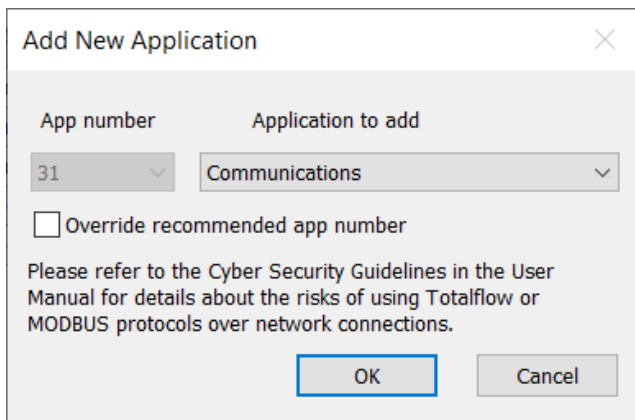 Add New Application
App number
Application to add
31
Communications
Override recommended app number
Please refer to the Cyber Security Guidelines in the User
Manual for details about the risks of using Totalflow or
MODBUS protocols over network connections.
OK
Cancel